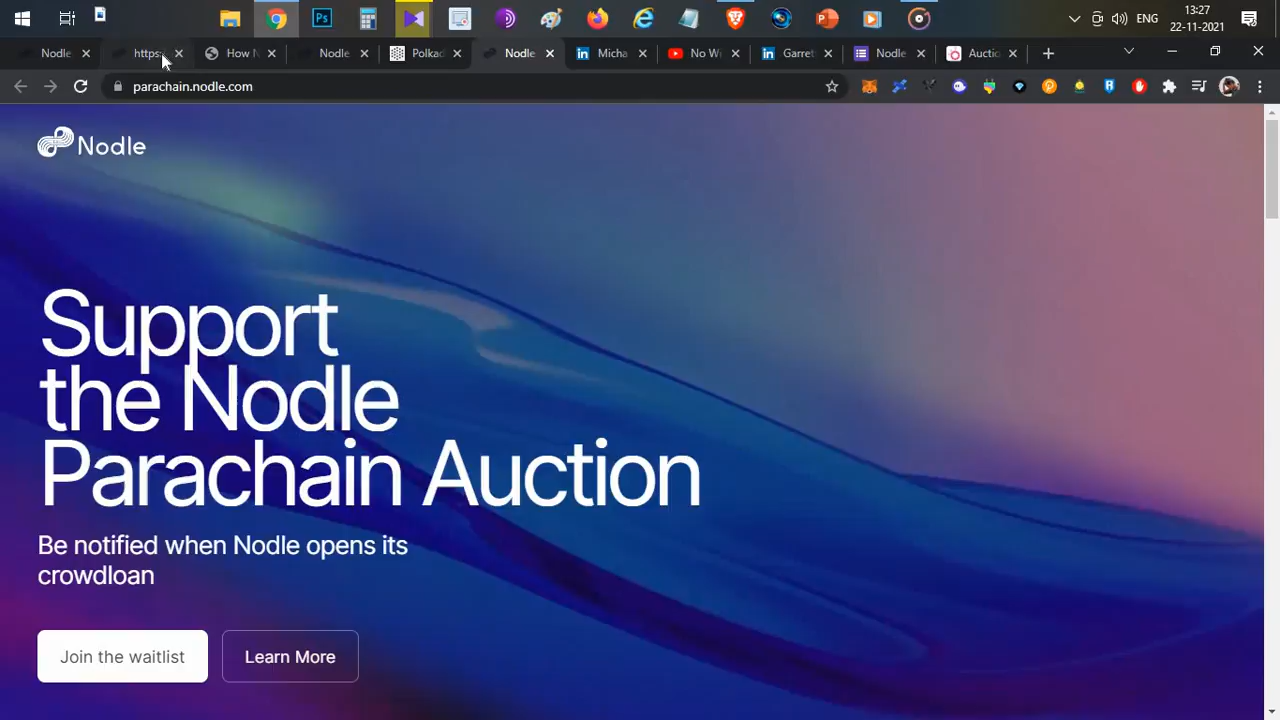 Ps
ENG
13:27
22-11-2021
Nodle
https:
How N
Nodle
Polkad
Nodle
Micha
No Wi
Garret
Nodle
Auctio
parachain.nodle.com
Nodle
Support
the Nodle
Parachain Auction
Be notified when Nodle opens its
crowdloan
Join the waitlist
Learn More